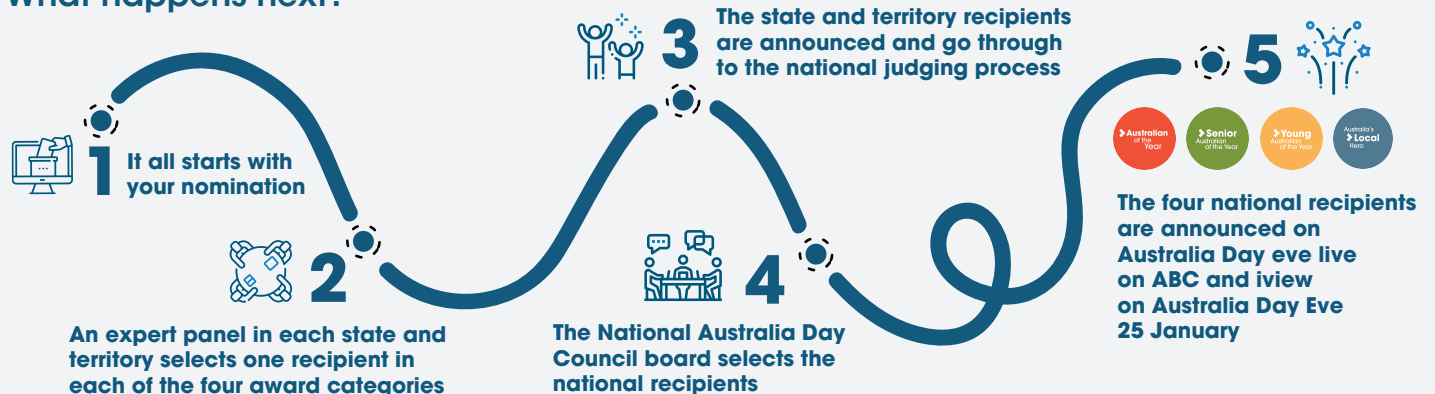 What happens next?
1
It all starts with
your nomination
2
An expert panel in each state and
territory selects one recipient in
each of the four award categories
3
The state and territory recipients
are announced and go through
to the national judging process
4
The National Australia Day
Council board selects the
national recipients
5
Australian
of the
Year
Senior
Australian
of the Year
Young
Australian
of the Year
Australia's
Local
Hero
The four national recipients
are announced on
Australia Day eve live
on ABC and iview
on Australia Day Eve
25 January